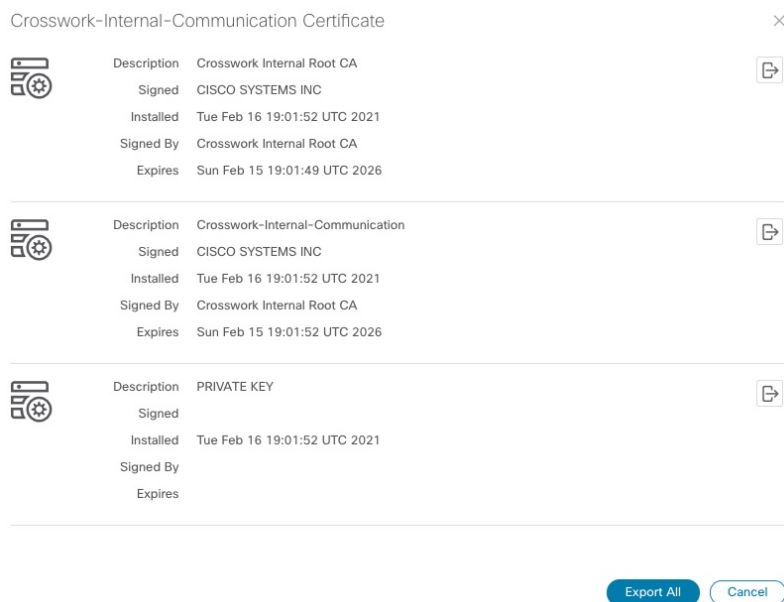 Crosswork-Internal-Communication Certificate
Description Crosswork Internal Root CA
Signed CISCO SYSTEMS INC
Installed Tue Feb 16 19:01:52 UTC 2021
Signed By Crosswork Internal Root CA
Expires Sun Feb 15 19:01:49 UTC 2026
Description Crosswork-Internal-Communication
Signed CISCO SYSTEMS INC
Installed Tue Feb 16 19:01:52 UTC 2021
Signed By Crosswork Internal Root CA
Expires Sun Feb 15 19:01:52 UTC 2026
Description PRIVATE KEY
Signed
Installed Tue Feb 16 19:01:52 UTC 2021
Signed By
Expires
Export All Cancel